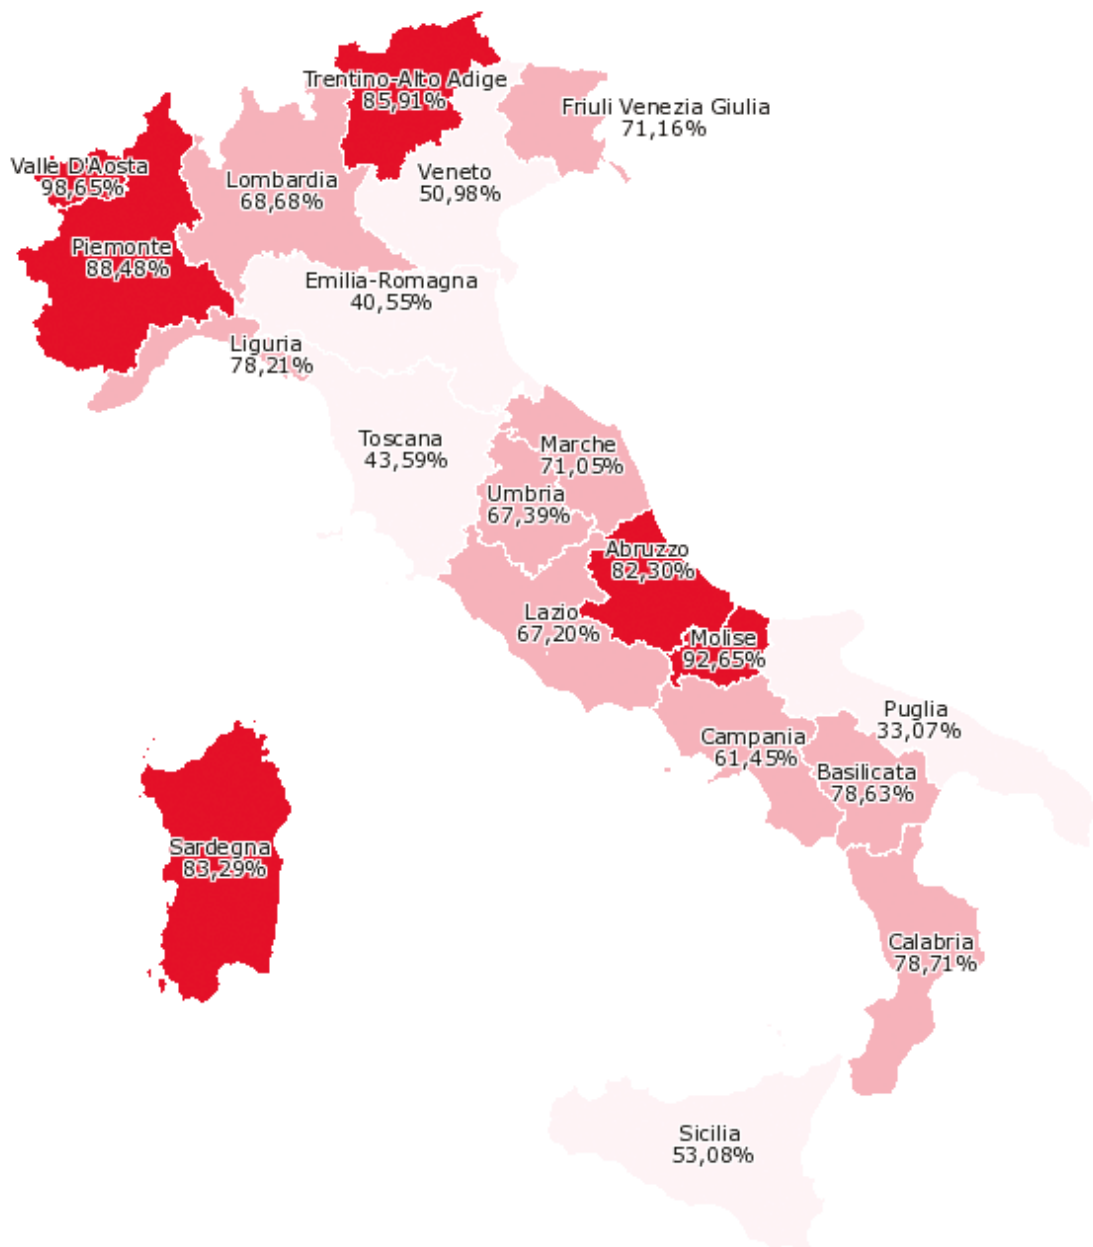 Trentino-Alto Adige
85,91%
Friuli Venezia Giulia
71,16%
Valle D'Aosta
98,65%
Lombardia
68,68%
Veneto
50,98%
Piemonte
88,48%
Emilia-Romagna
40,55%
Liguria
78,21%
Toscana
43,59%
Marche
71,05%
Umbria
67,39%
Abruzzo
82,30%
Lazio
67,20%
Molise
92,65%
Puglia
33,07%
Campania
61,45%
Basilicata
78,63%
Sardegna
83,29%
Calabria
78,71%
Sicilia
53,08%